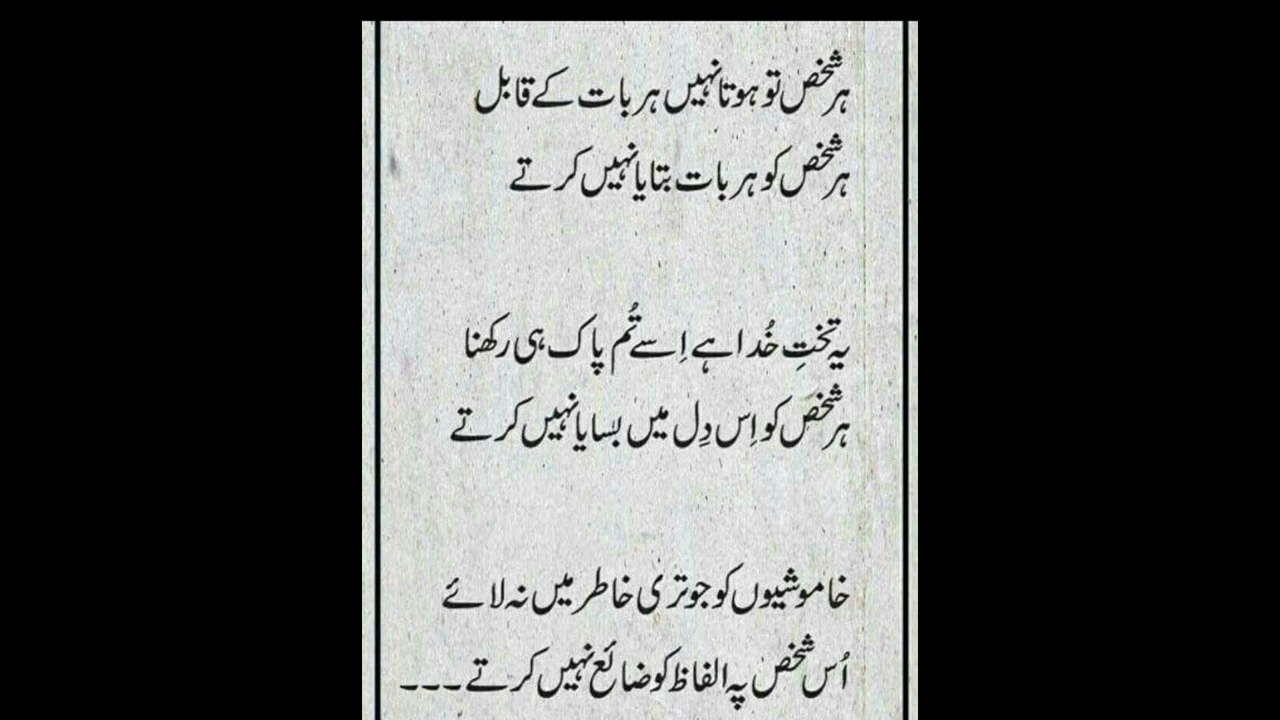 ہر شخص تو ہوتا نہیں ہر بات کے قابل
ہر شخص کو ہر بات بتایا نہیں کرتے
یہ تختِ خُدا ہے اِسے تُم پاک ہی رکھنا
ہر شخص کو اِس دِل میں بسایا نہیں کرتے
خاموشیوں کو جو تری خاطر میں نہ لائے
اُس شخص پہ الفاظ کو ضائع نہیں کرتے۔۔۔